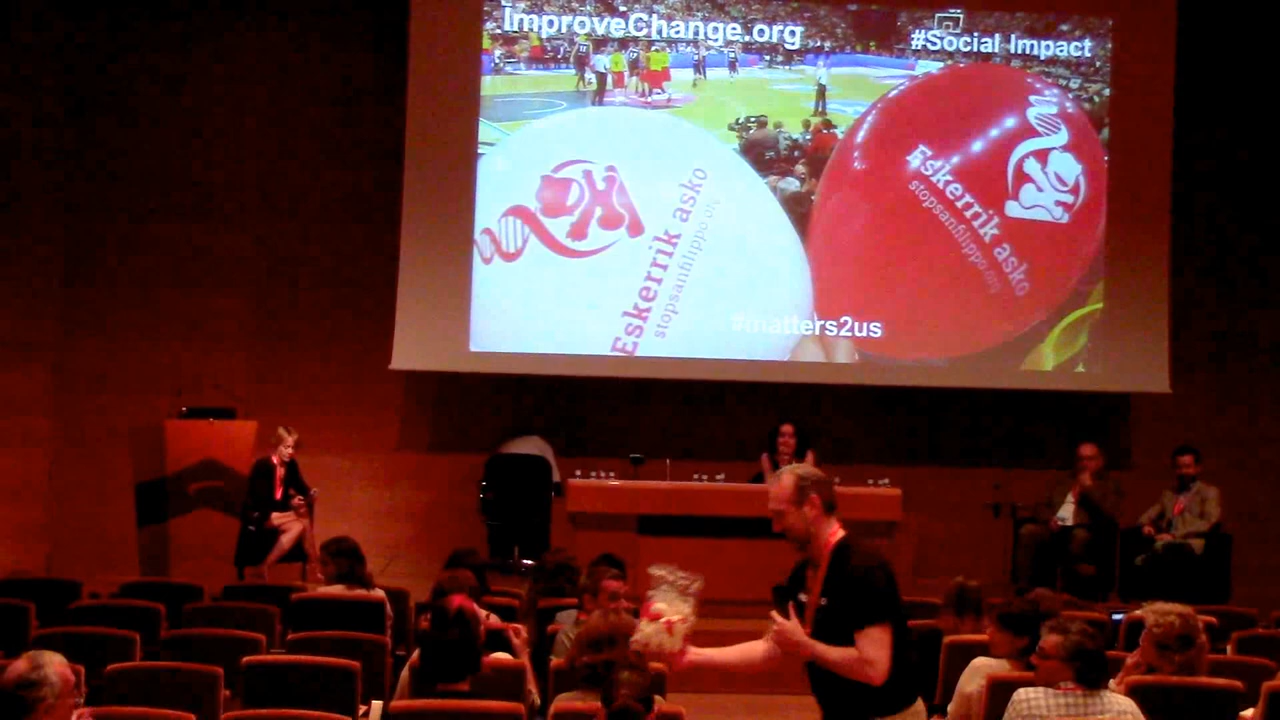 ImproveChange.org
#Social Impact
Eskerrik asko
stopsanfilippo.org
Eskerrik asko
stopsanfilippo.org
#matters2us